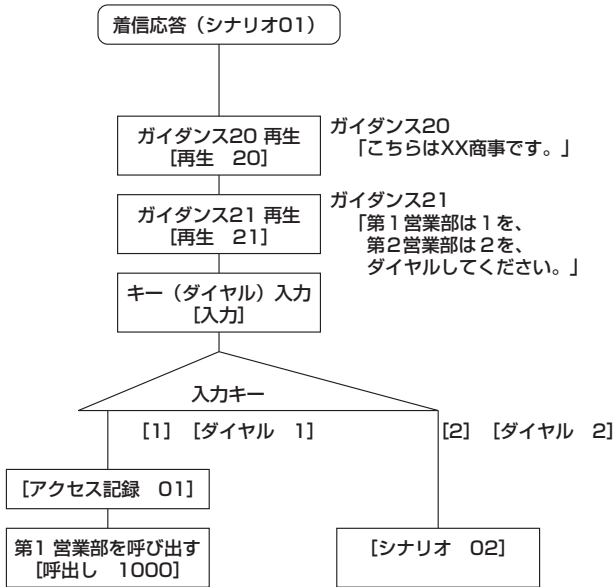 着信応答（シナリオ01）
ガイダンス20 再生
[再生　20]
ガイダンス20
「こちらはXX商事です。」
ガイダンス21 再生
[再生　21]
ガイダンス21
「第１営業部は１を、
第２営業部は２を、
ダイヤルしてください。」
キー（ダイヤル）入力
[入力]
入力キー
[1]　[ダイヤル　1]
[2]　[ダイヤル　2]
[アクセス記録　01]
第1 営業部を呼び出す
[呼出し　1000]
[シナリオ　02]